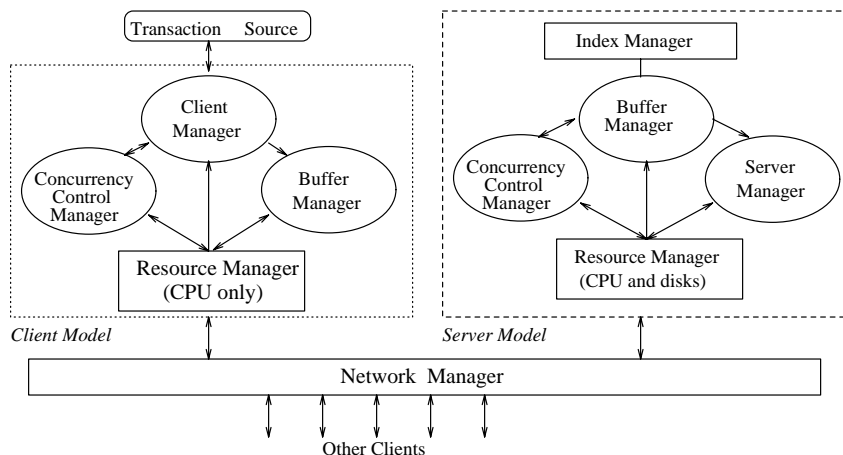 Transaction Source
Client
Manager
Concurrency
Control
Manager
Buffer
Manager
Resource Manager
(CPU only)
Client Model
Index Manager
Buffer
Manager
Concurrency
Control
Manager
Server
Manager
Resource Manager
(CPU and disks)
Server Model
Network Manager
Other Clients